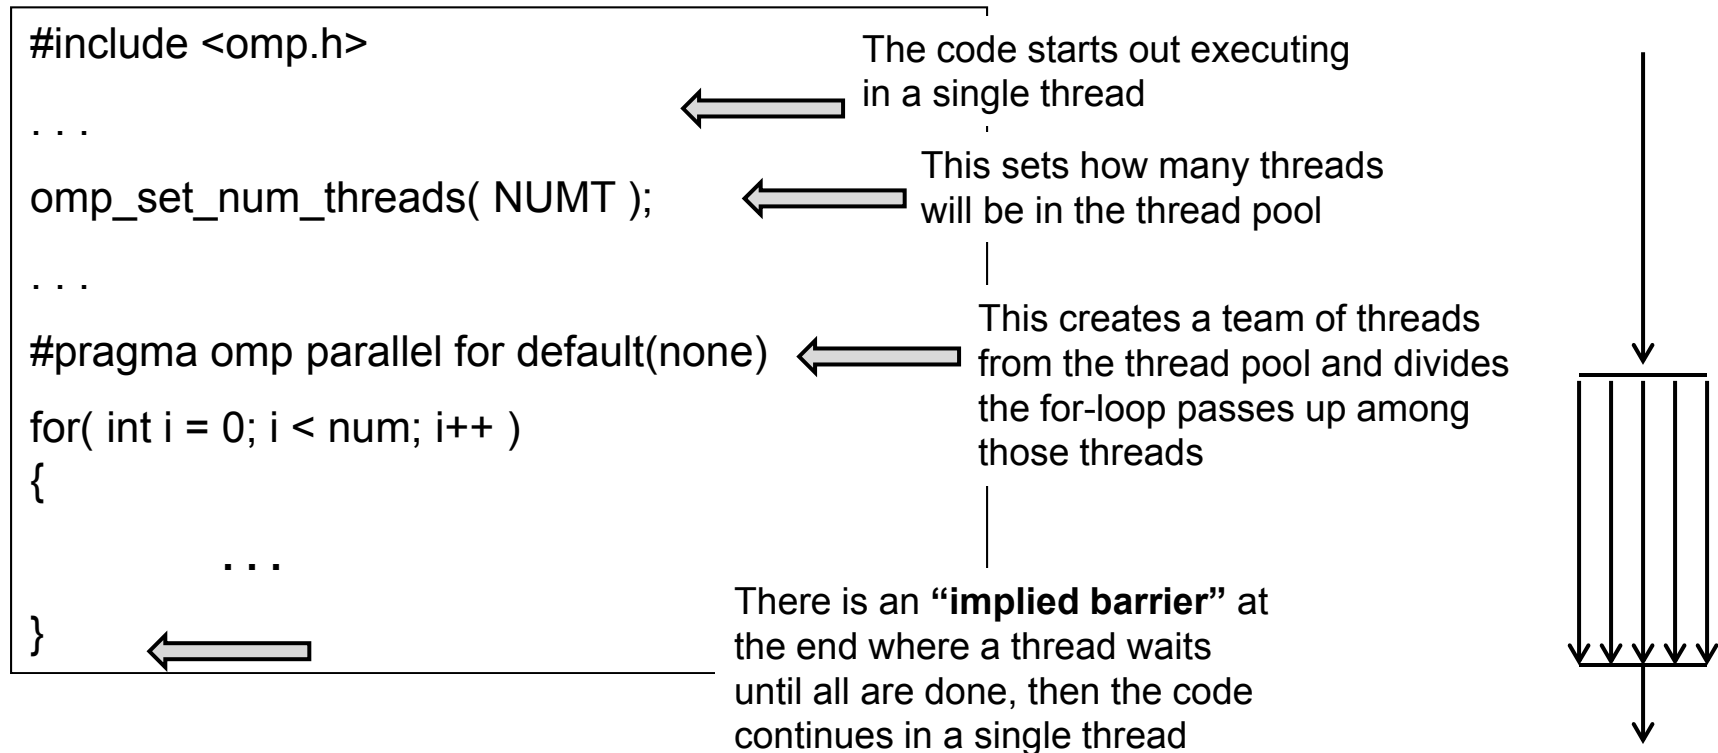 #include <omp.h>
The code starts out executing
in a single thread
. . .
This sets how many threads
will be in the thread pool
omp_set_num_threads( NUMT );
. . .
This creates a team of threads
from the thread pool and divides
the for-loop passes up among
those threads
#pragma omp parallel for default(none)
for( int i = 0; i < num; i++ )
{
. . .
}
There is an “implied barrier” at
the end where a thread waits
until all are done, then the code
continues in a single thread